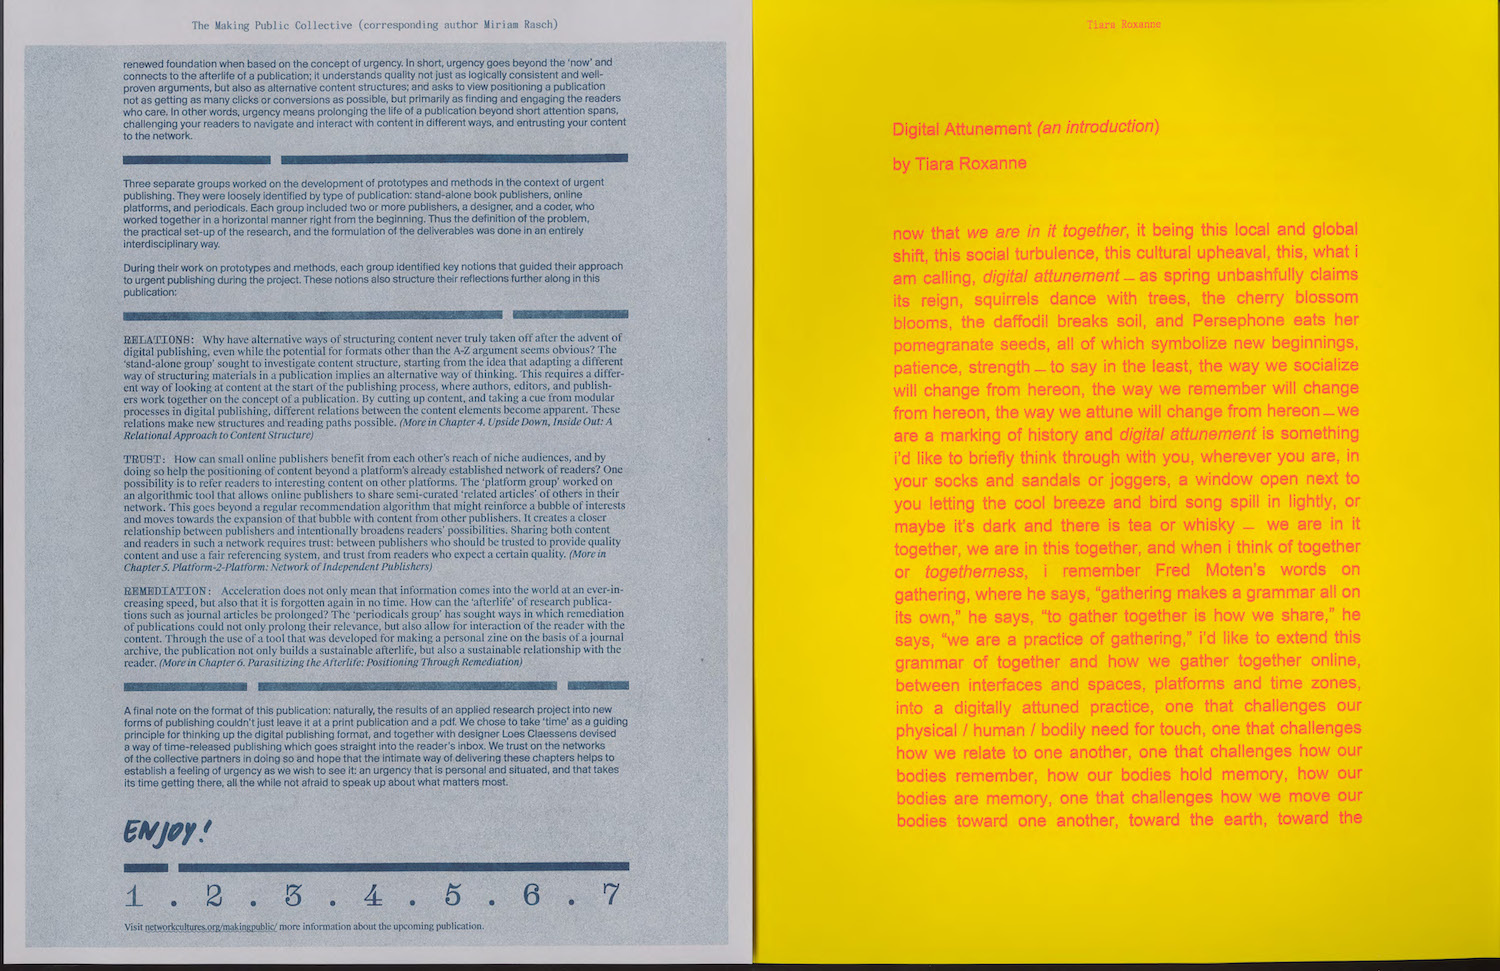 The Making Public Collective (corresponding author Miriam Rasch)
renewed foundation when based on the concept of urgency. In short, urgency goes beyond the 'now' and
connects to the afterlife of a publication; it understands quality not just as logically consistent and well-
proven arguments, but also as alternative content structures; and asks to view positioning a publication
not as getting as many clicks or conversions as possible, but primarily as finding and engaging the readers
who care. In other words, urgency means prolonging the life of a publication beyond short attention spans,
challenging your readers to navigate and interact with content in different ways, and entrusting your content
to the network.
Three separate groups worked on the development of prototypes and methods in the context of urgent
publishing. They were loosely identified by type of publication: stand-alone book publishers, online
platforms, and periodicals. Each group included two or more publishers, a designer, and a coder, who
worked together in a horizontal manner right from the beginning. Thus the definition of the problem,
the practical set-up of the research, and the formulation of the deliverables was done in an entirely
interdisciplinary way.
During their work on prototypes and methods, each group identified key notions that guided their approach
to urgent publishing during the project. These notions also structure their reflections further along in this
publication:
RELATIONS: Why have alternative ways of structuring content never truly taken off after the advent of
digital publishing, even while the potential for formats other than the A-Z argument seems obvious? The
'stand-alone group' sought to investigate content structure, starting from the idea that adapting a different
way of structuring materials in a publication implies an alternative way of thinking. This requires a differ-
ent way of looking at content at the start of the publishing process, where authors, editors, and publish-
ers work together on the concept of a publication. By cutting up content, and taking a cue from modular
processes in digital publishing, different relations between the content elements become apparent. These
relations make new structures and reading paths possible. (More in Chapter 4. Upside Down, Inside Out: A
Relational Approach to Content Structure)
TRUST: How can small online publishers benefit from each other's reach of niche audiences, and by
doing so help the positioning of content beyond a platform's already established network of readers? One
possibility is to refer readers to interesting content on other platforms. The 'platform group' worked on
an algorithmic tool that allows online publishers to share semi-curated 'related articles' of others in their
network. This goes beyond a regular recommendation algorithm that might reinforce a bubble of interests
and moves towards the expansion of that bubble with content from other publishers. It creates a closer
relationship between publishers and intentionally broadens readers' possibilities. Sharing both content
and readers in such a network requires trust: between publishers who should be trusted to provide quality
content and use a fair referencing system, and trust from readers who expect a certain quality. (More in
Chapter 5. Platform-2-Platform: Network of Independent Publishers)
REMEDIATION: Acceleration does not only mean that information comes into the world at an ever-in-
creasing speed, but also that it is forgotten again in no time. How can the 'afterlife' of research publica-
tions such as journal articles be prolonged? The 'periodicals group' has sought ways in which remediation
of publications could not only prolong their relevance, but also allow for interaction of the reader with the
content. Through the use of a tool that was developed for making a personal zine on the basis of a journal
archive, the publication not only builds a sustainable afterlife, but also a sustainable relationship with the
reader. (More in Chapter 6. Parasitizing the Afterlife: Positioning Through Remediation)
A final note on the format of this publication: naturally, the results of an applied research project into new
forms of publishing couldn't just leave it at a print publication and a pdf. We chose to take 'time' as a guiding
principle for thinking up the digital publishing format, and together with designer Loes Claessens devised
a way of time-released publishing which goes straight into the reader's inbox. We trust on the networks
of the collective partners in doing so and hope that the intimate way of delivering these chapters helps to
establish a feeling of urgency as we wish to see it: an urgency that is personal and situated, and that takes
its time getting there, all the while not afraid to speak up about what matters most.
ENJOY!
1 . 2 . 3 . 4 . 5 . 6 . 7
Visit networkcultures.org/makingpublic/ more information about the upcoming publication.
Tiara Roxanne
Digital Attunement (an introduction)
by Tiara Roxanne
now that we are in it together, it being this local and global
shift, this social turbulence, this cultural upheaval, this, what i
am calling, digital attunement – as spring unbashfully claims
its reign, squirrels dance with trees, the cherry blossom
blooms, the daffodil breaks soil, and Persephone eats her
pomegranate seeds, all of which symbolize new beginnings,
patience, strength – to say in the least, the way we socialize
will change from hereon, the way we remember will change
from hereon, the way we attune will change from hereon – we
are a marking of history and digital attunement is something
i'd like to briefly think through with you, wherever you are, in
your socks and sandals or joggers, a window open next to
you letting the cool breeze and bird song spill in lightly, or
maybe it's dark and there is tea or whisky – we are in it
together, we are in this together, and when i think of together
or togetherness, i remember Fred Moten's words on
gathering, where he says, "gathering makes a grammar all on
its own," he says, "to gather together is how we share," he
says, "we are a practice of gathering," i'd like to extend this
grammar of together and how we gather together online,
between interfaces and spaces, platforms and time zones,
into a digitally attuned practice, one that challenges our
physical / human / bodily need for touch, one that challenges
how we relate to one another, one that challenges how our
bodies remember, how our bodies hold memory, how our
bodies are memory, one that challenges how we move our
bodies toward one another, toward the earth, toward the